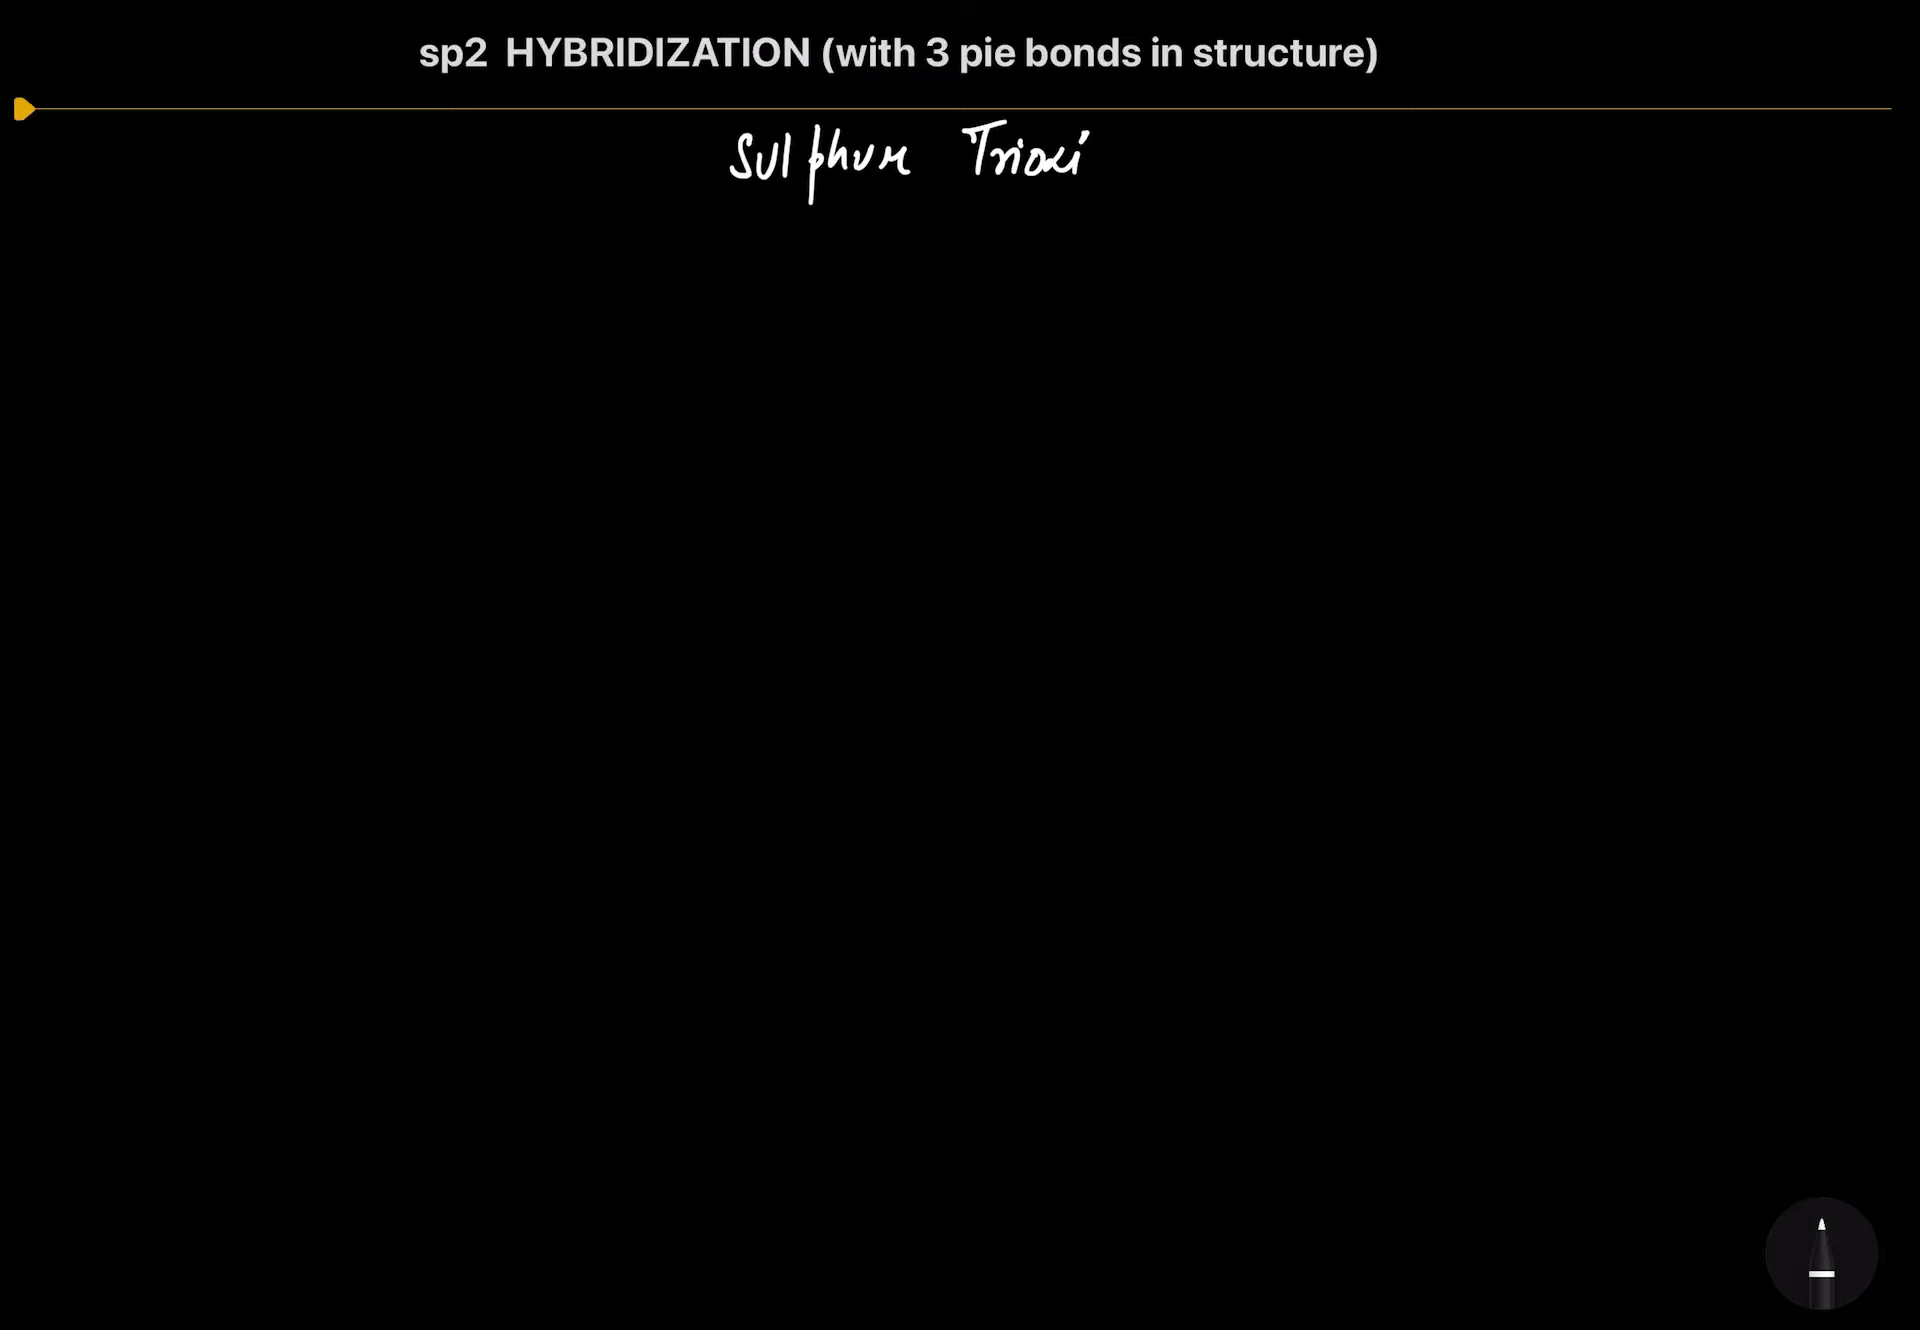 sp2 HYBRIDIZATION (with 3 pie bonds in structure)
Sulphur Trioxi